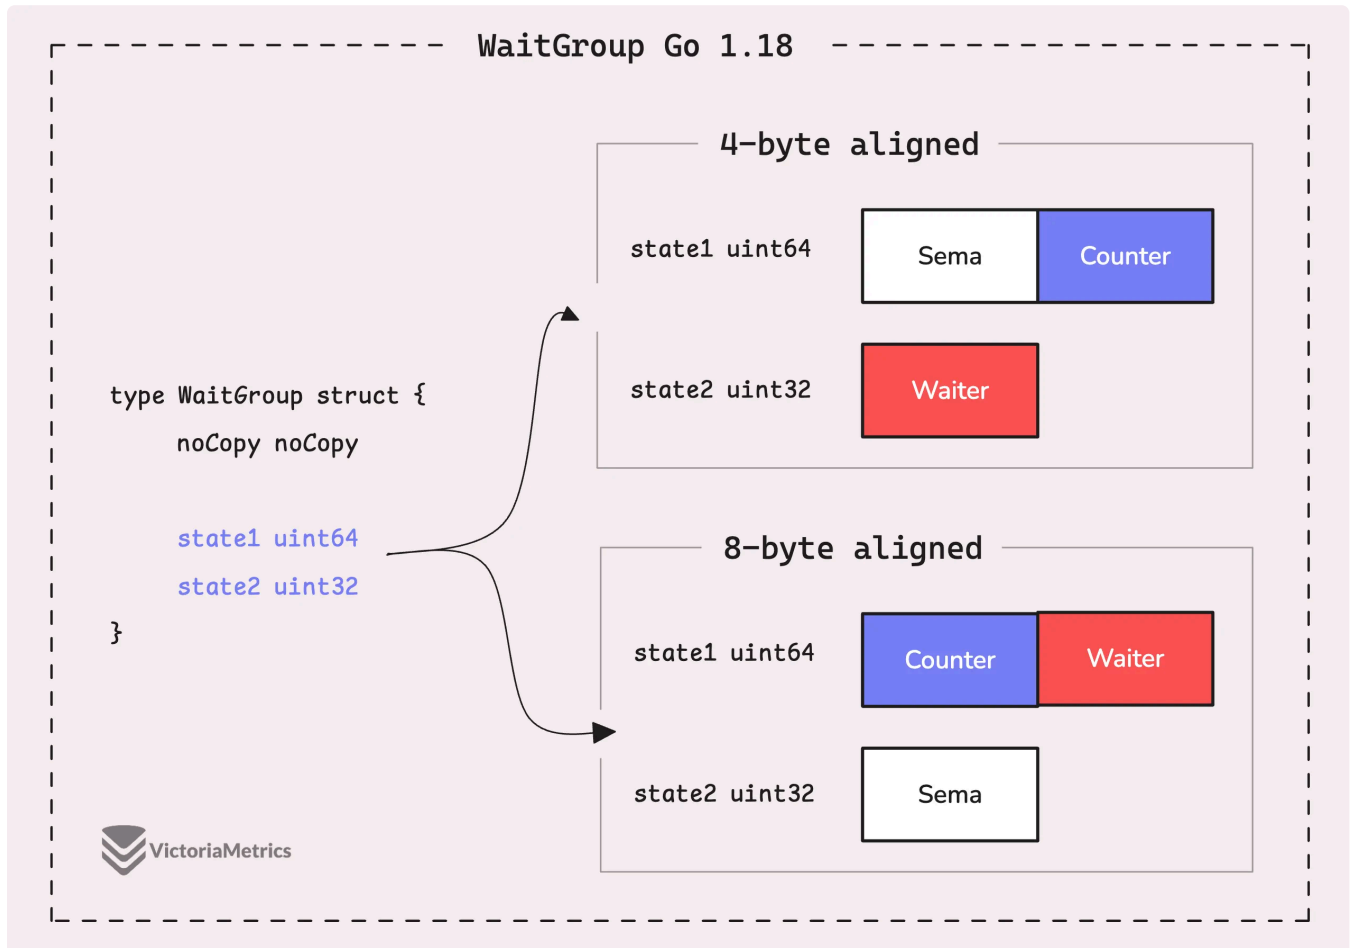 WaitGroup Go 1.18
4-byte aligned
state1 uint64
Sema
Counter
state2 uint32
Waiter
type WaitGroup struct {
noCopy noCopy
state1 uint64
state2 uint32
}
8-byte aligned
state1 uint64
Counter
Waiter
state2 uint32
Sema
VictoriaMetrics